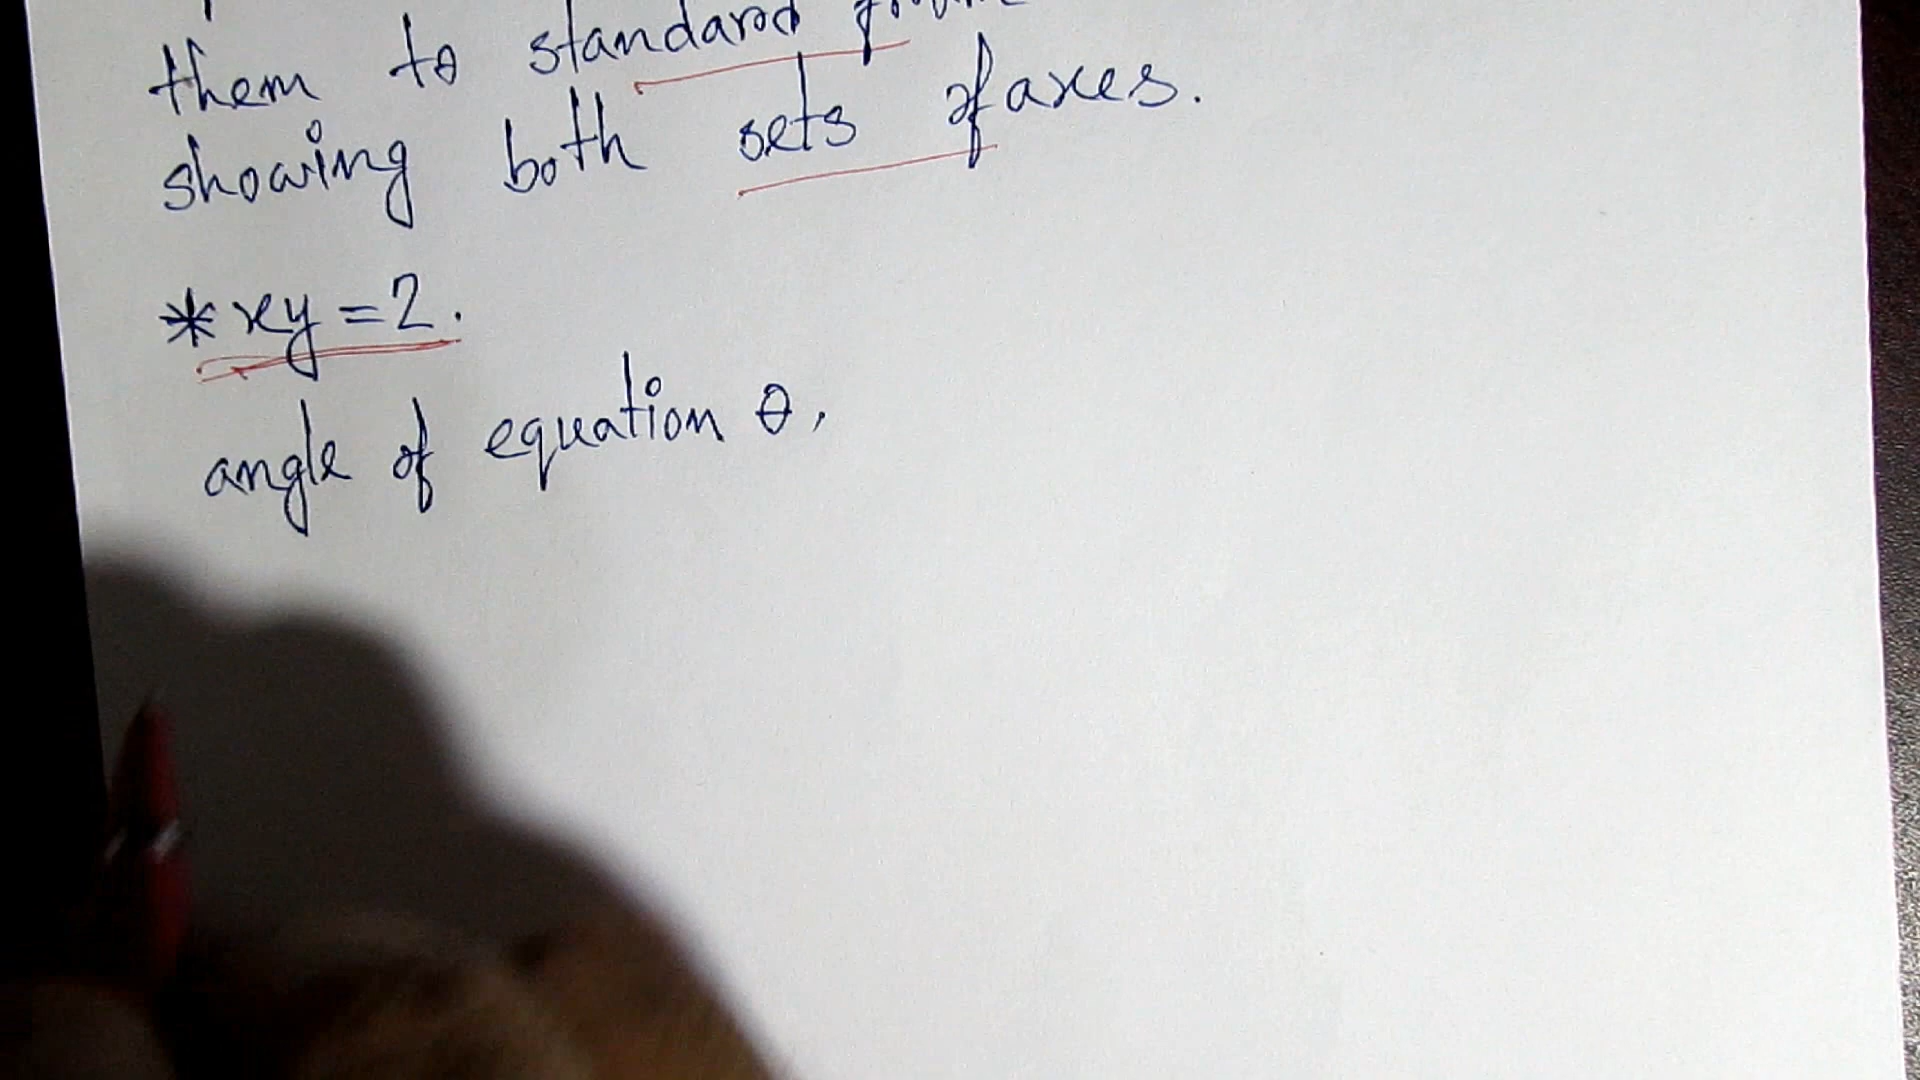 them to standard
showing both sets of axes.
* xy = 2.
angle of equation θ,